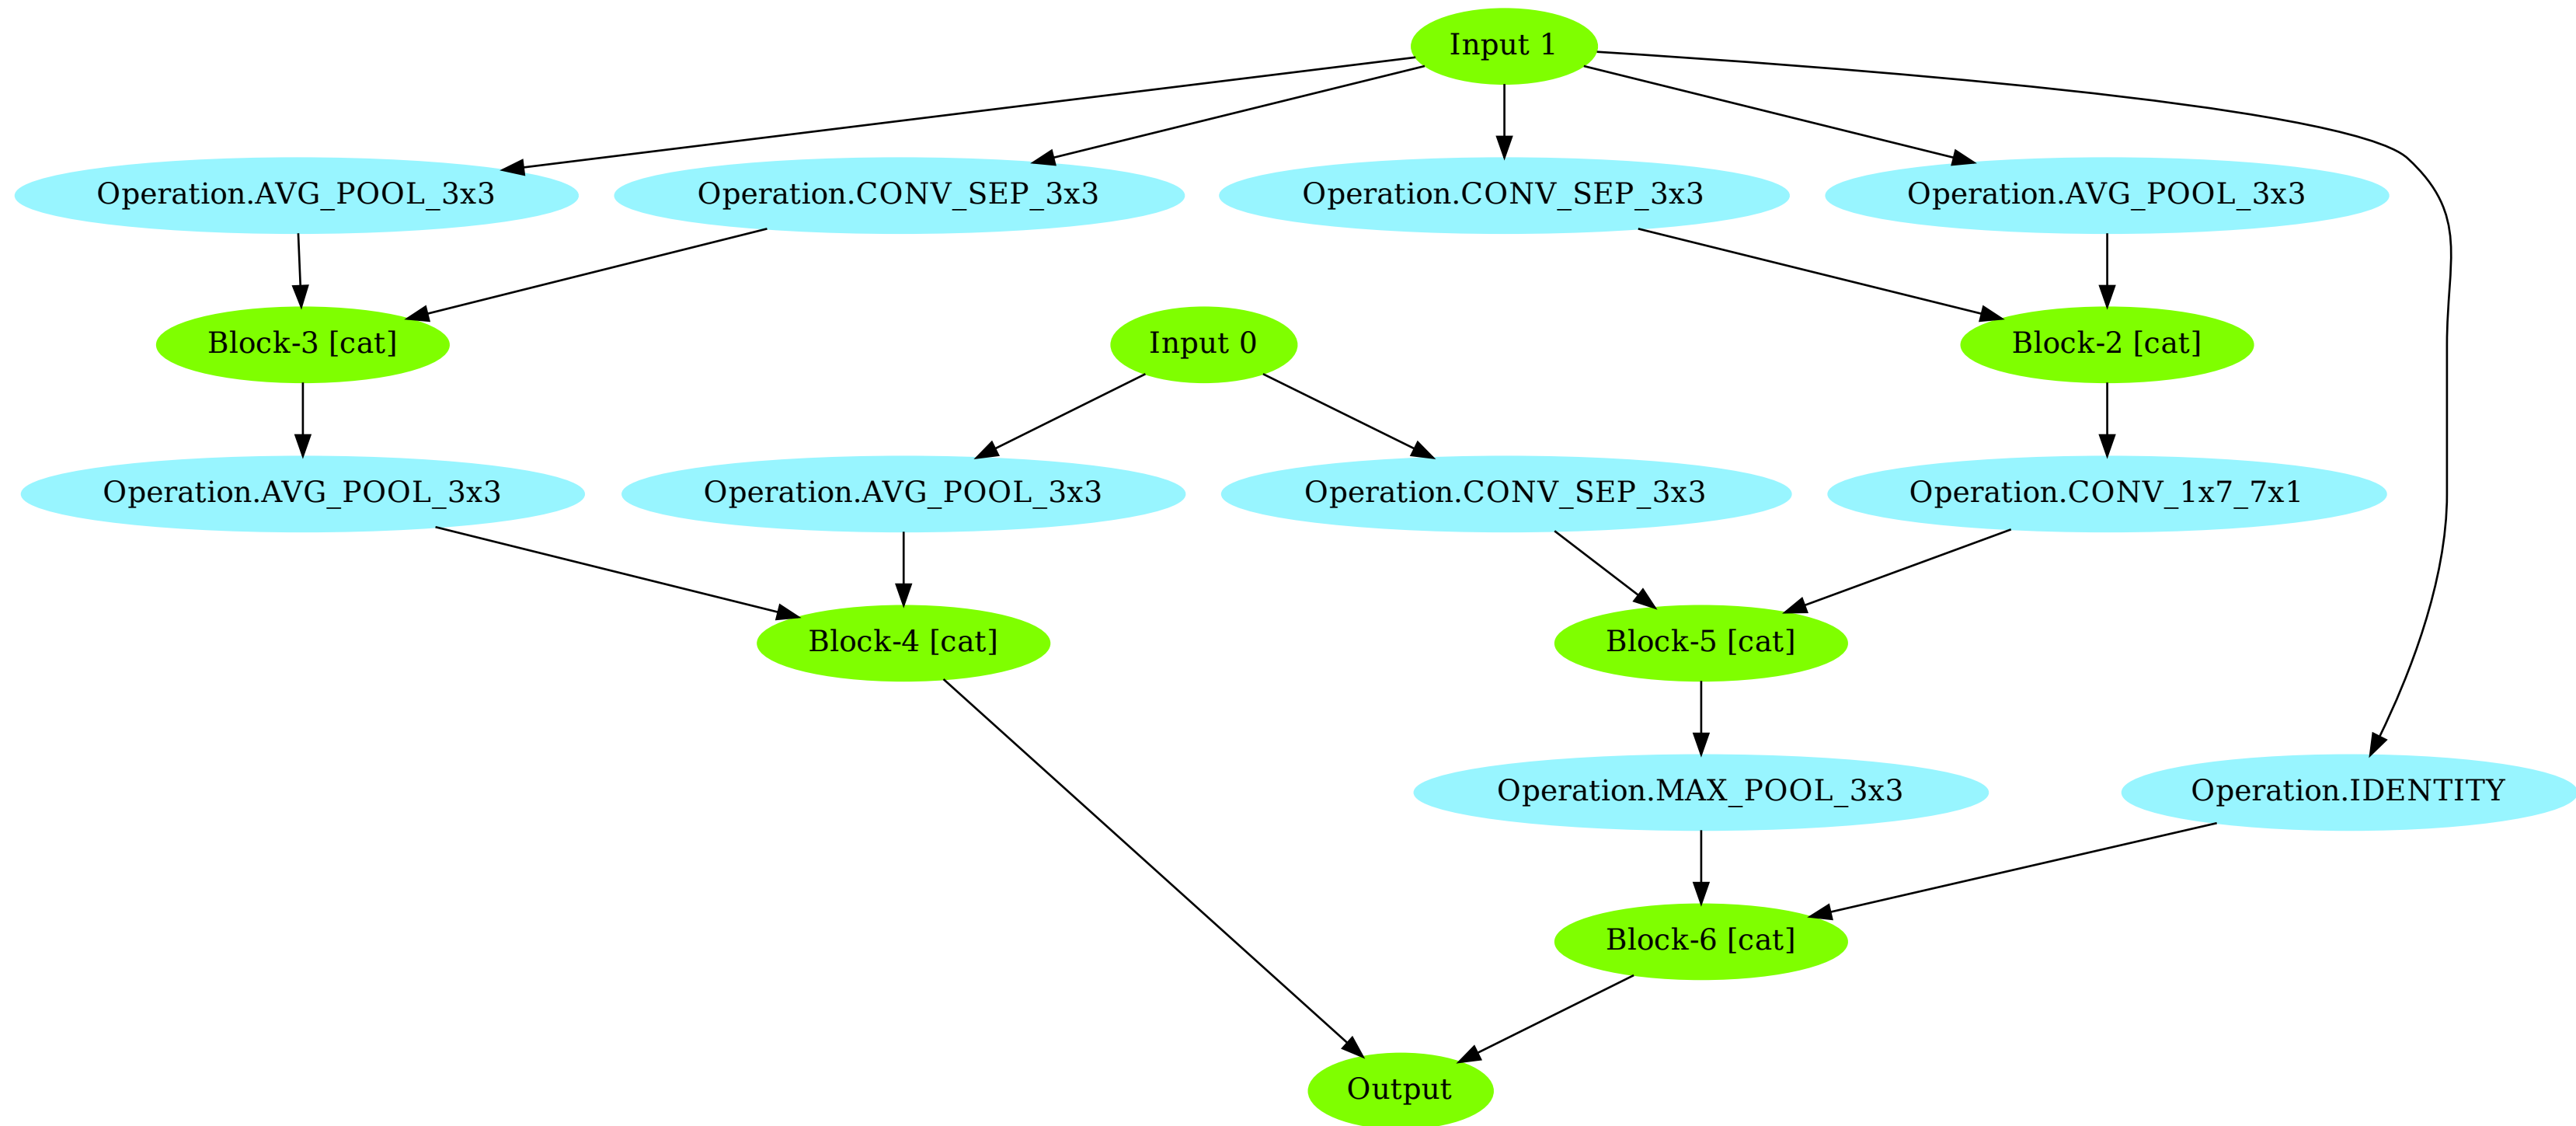 Input 1
Operation.AVG_POOL_3x3
Operation.CONV_SEP_3x3
Operation.CONV_SEP_3x3
Operation.AVG_POOL_3x3
Block-3 [cat]
Input 0
Block-2 [cat]
Operation.AVG_POOL_3x3
Operation.AVG_POOL_3x3
Operation.CONV_SEP_3x3
Operation.CONV_1x7_7x1
Block-4 [cat]
Block-5 [cat]
Operation.MAX_POOL_3x3
Operation.IDENTITY
Block-6 [cat]
Output